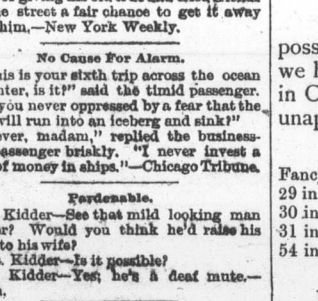 the street a fair chance to get it away
him,—New York Weekly.
No Cause For Alarm.
his is your sixth trip across the ocean
nter, is it?" said the timid passenger.
you never oppressed by a fear that the
will run into an iceberg and sink?"
ever, madam," replied the business-
passenger briskly. "I never invest a
of money in ships."—Chicago Tribune.
Pardonable.
Kidder—See that mild looking man
r? Would you think he'd raise his
to his wife?
. Kidder—Is it possible?
Kidder—Yes; he's a deaf mute.—
poss
we h
in C
unap
Fancy
29 in
30 in
31 in
54 in